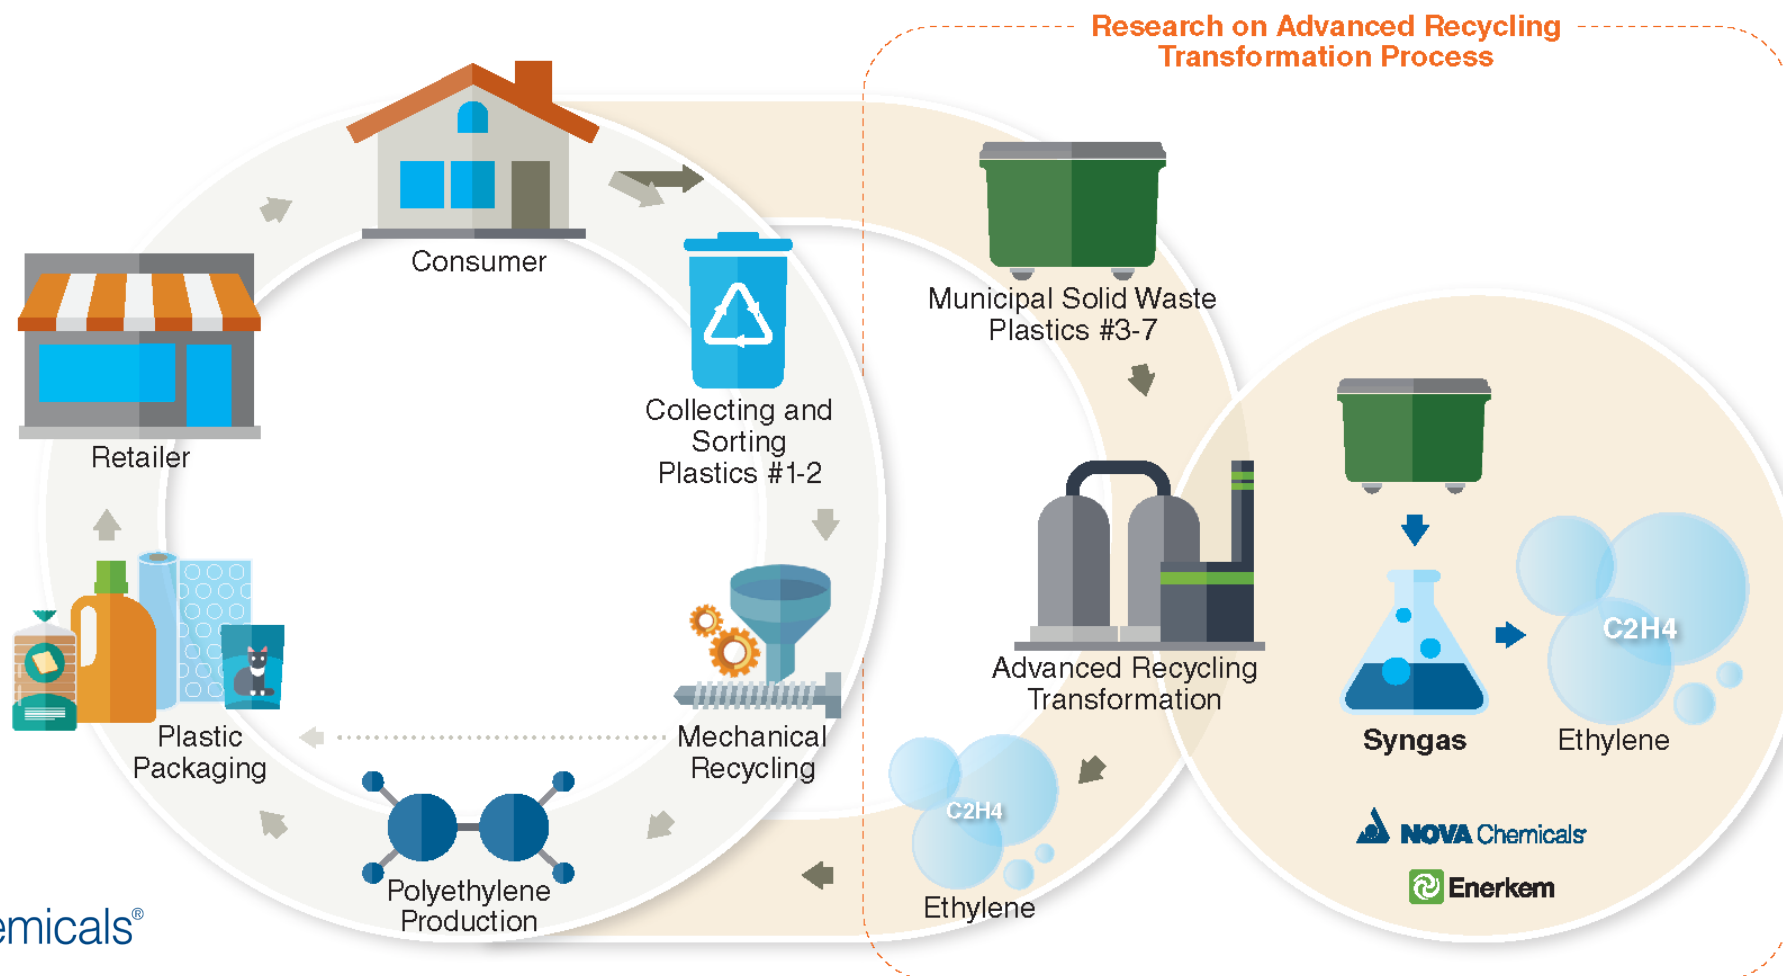 Research on Advanced Recycling
Transformation Process
Consumer
Municipal Solid Waste
Plastics #3-7
Collecting and
Sorting
Plastics #1-2
Retailer
C2H4
Advanced Recycling
Transformation
Plastic
Packaging
Mechanical
Recycling
Syngas
Ethylene
C2H4
NOVA Chemicals
Enerkem
Polyethylene
Production
Ethylene
emicals®